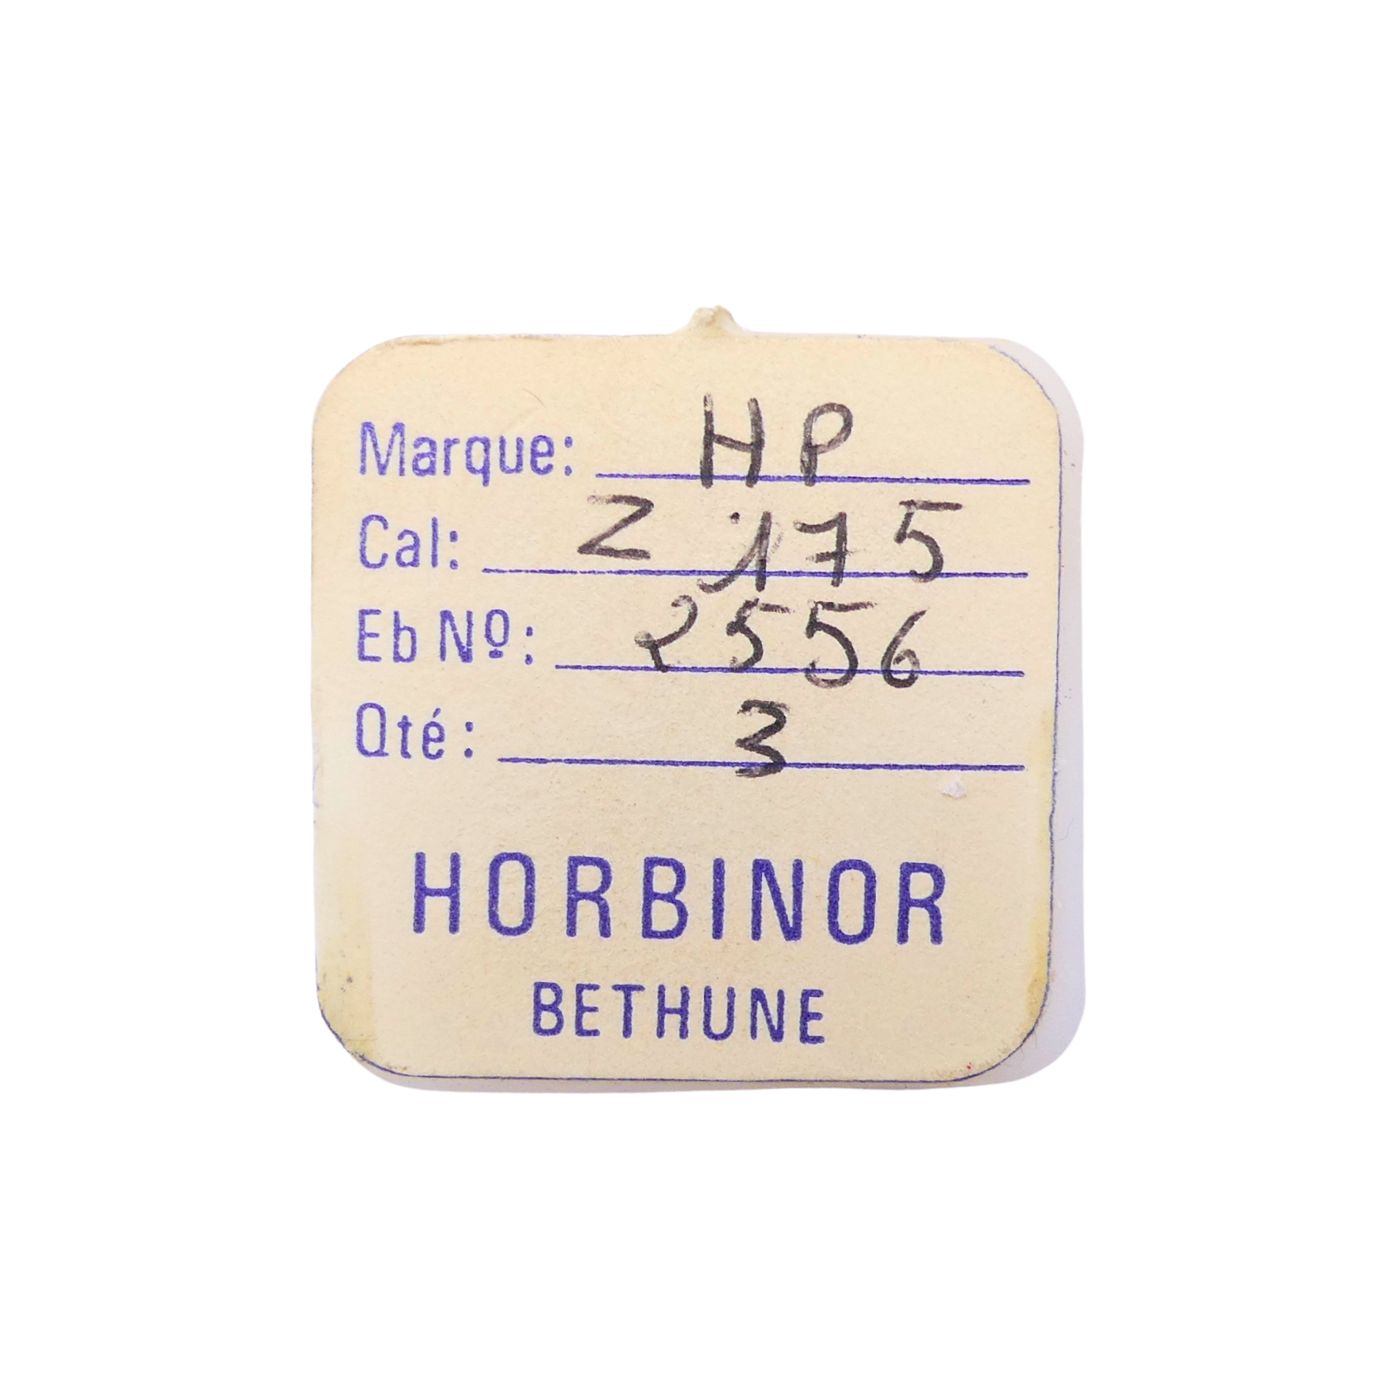 Marque: HP
Cal: Z 175
Eb Nº: 2556
Qté: 3
HORBINOR
BETHUNE